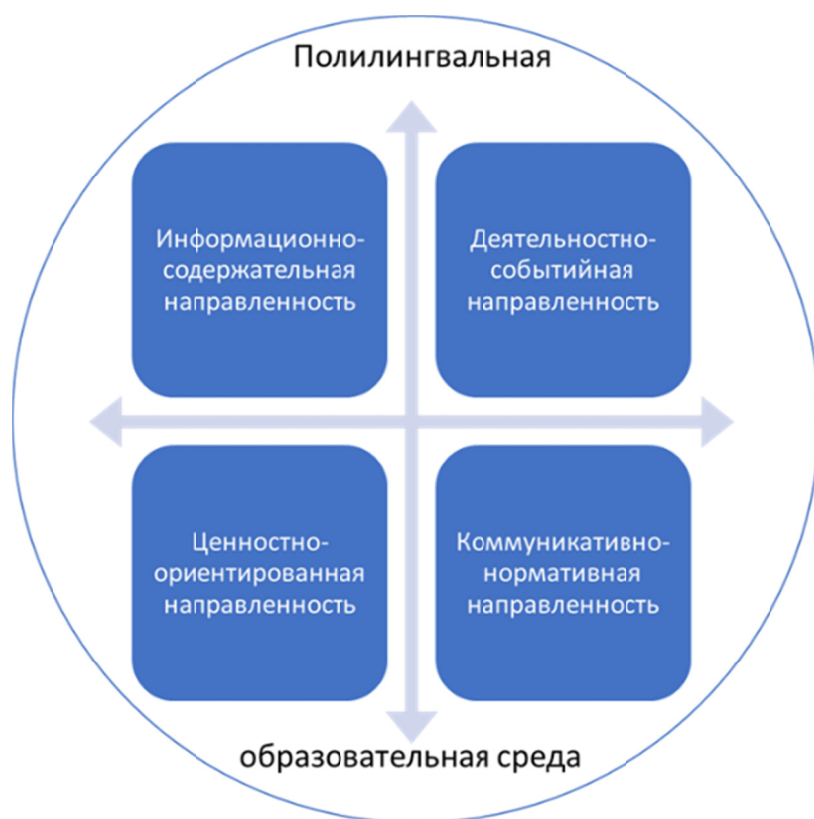 Полилингвальная
Информационно-
содержательная
направленность
Деятельностно-
событийная
направленность
Ценностно-
ориентированная
направленность
Коммуникативно-
нормативная
направленность
образовательная среда